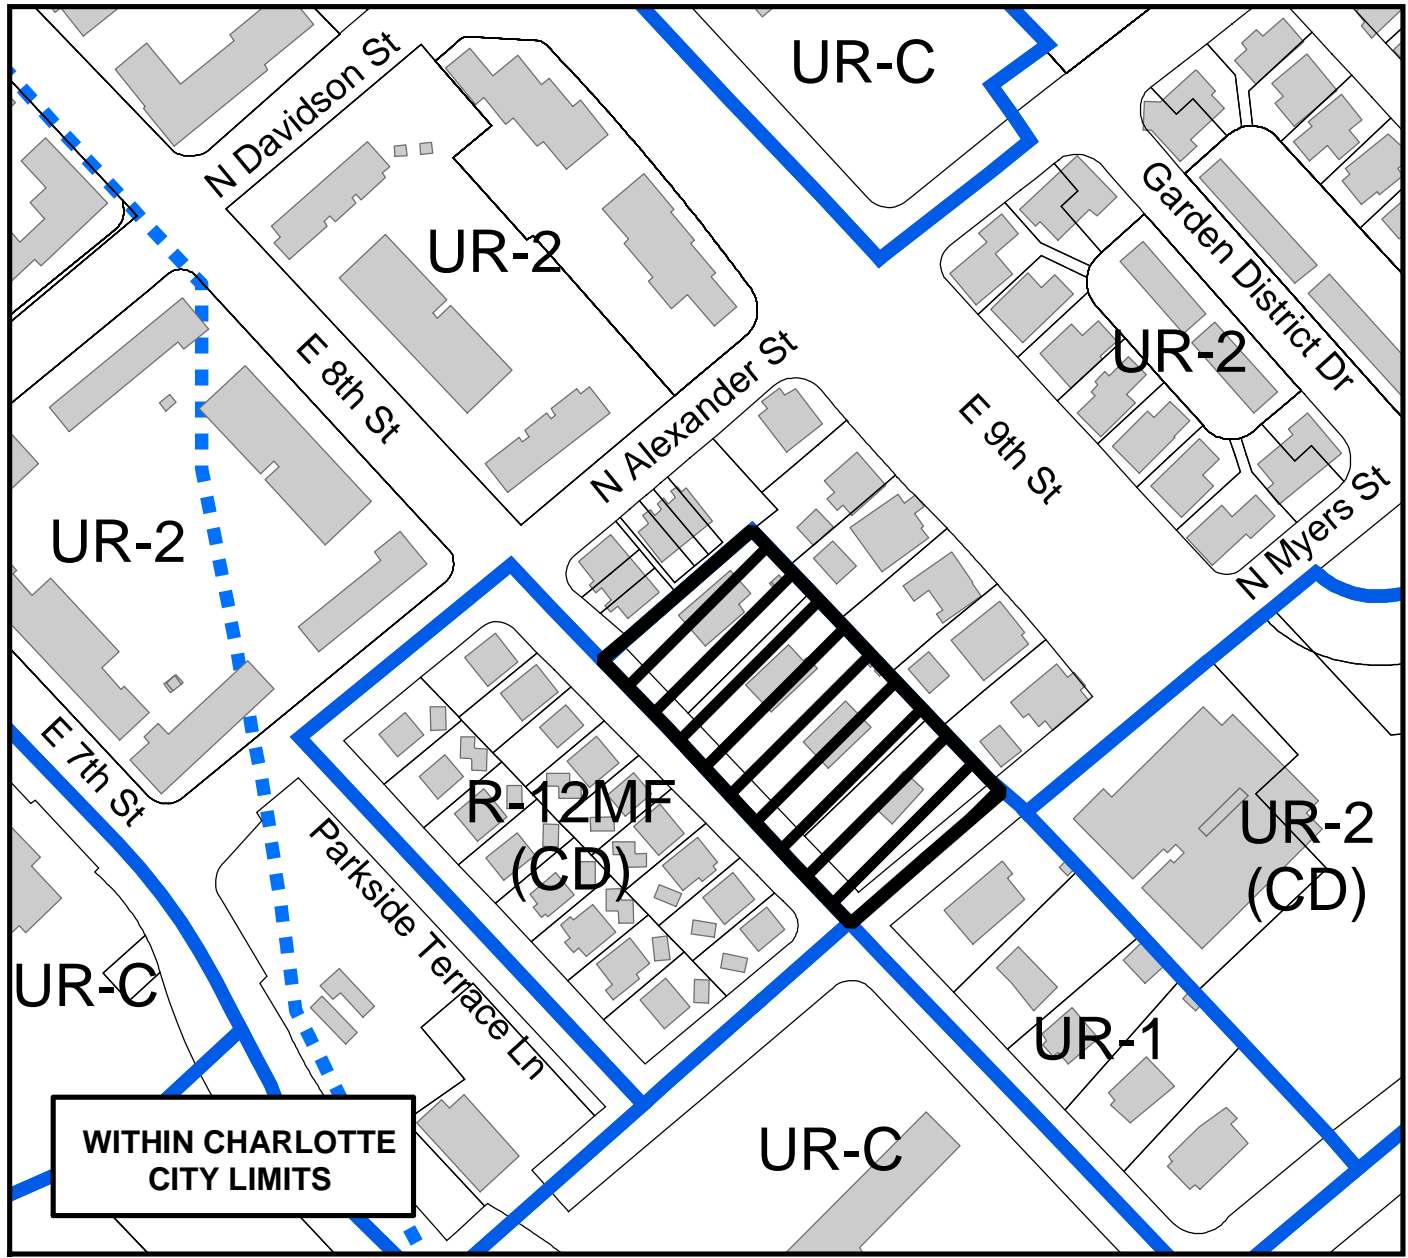 UR-C
N Davidson St
Garden District Dr
UR-2
UR-2
E 8th St
N Alexander St
E 9th St
N Myers St
UR-2
E 7th St
R-12MF
(CD)
UR-2
(CD)
Parkside Terrace Ln
UR-C
UR-1
UR-C
WITHIN CHARLOTTE
CITY LIMITS